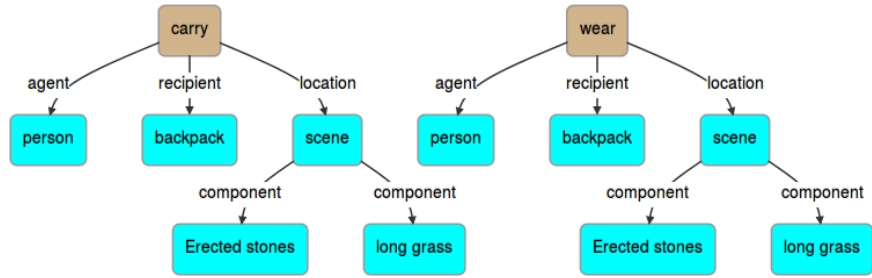 carry wear
agent recipient location agent recipient location
person backpack scene person backpack scene
component component component component
Erected stones long grass Erected stones long grass